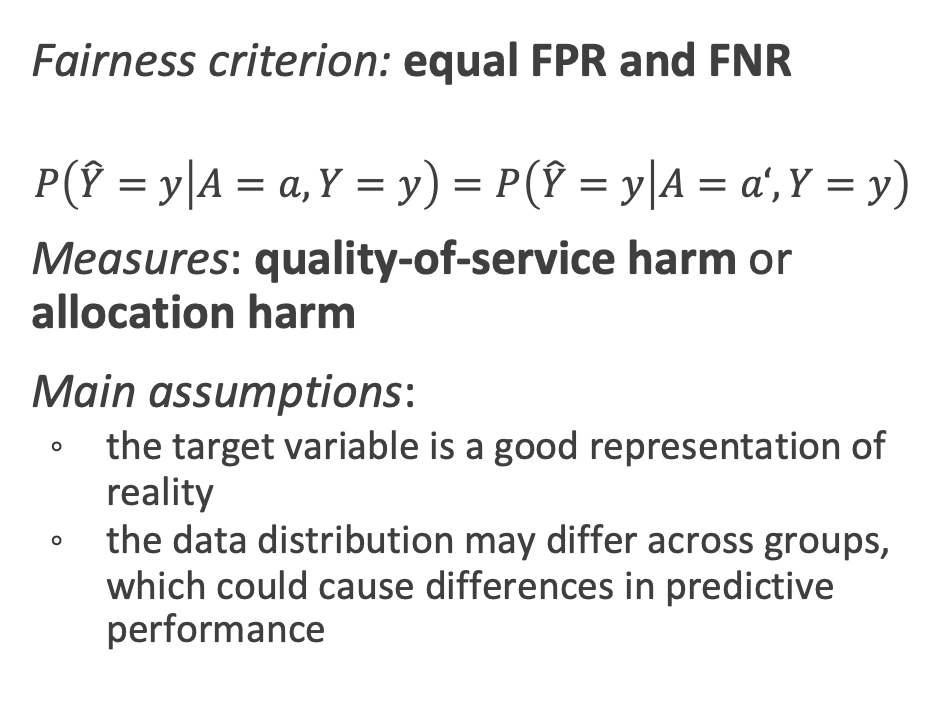 Fairness criterion: equal FPR and FNR
P(Ŷ = y|A = a, Y = y) = P(Ŷ = y|A = a‘, Y = y)
Measures: quality-of-service harm or
allocation harm
Main assumptions:
◦ the target variable is a good representation of
reality
◦ the data distribution may differ across groups,
which could cause differences in predictive
performance